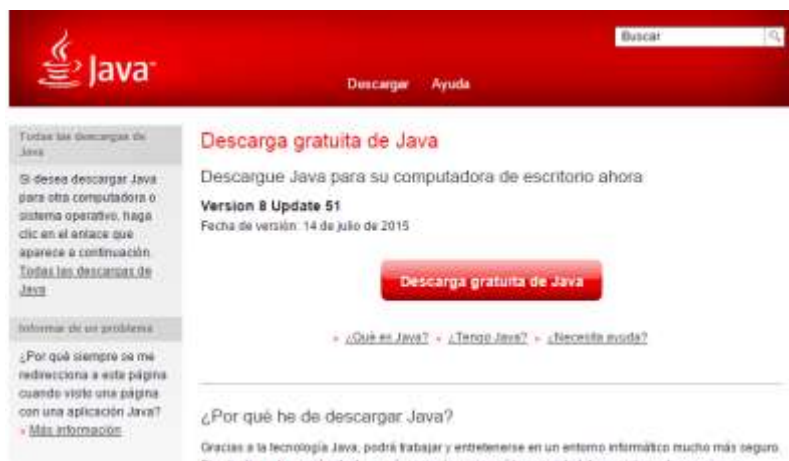 Java
Buscar
Descargar Ayuda
Todas las descargas de
Java
Si desea descargar Java
para otra computadora o
sistema operativo, haga
clic en el enlace que
aparece a continuación.
Todas las descargas de
Java
Informar de un problema
¿Por qué siempre se me
redirecciona a esta página
cuando visito una página
con una aplicación Java?
» Más información
Descarga gratuita de Java
Descargue Java para su computadora de escritorio ahora
Version 8 Update 51
Fecha de versión: 14 de julio de 2015
Descarga gratuita de Java
» ¿Qué es Java? » ¿Tengo Java? » ¿Necesita ayuda?
¿Por qué he de descargar Java?
Gracias a la tecnología Java, podrá trabajar y entretenerse en un entorno informático mucho más seguro.